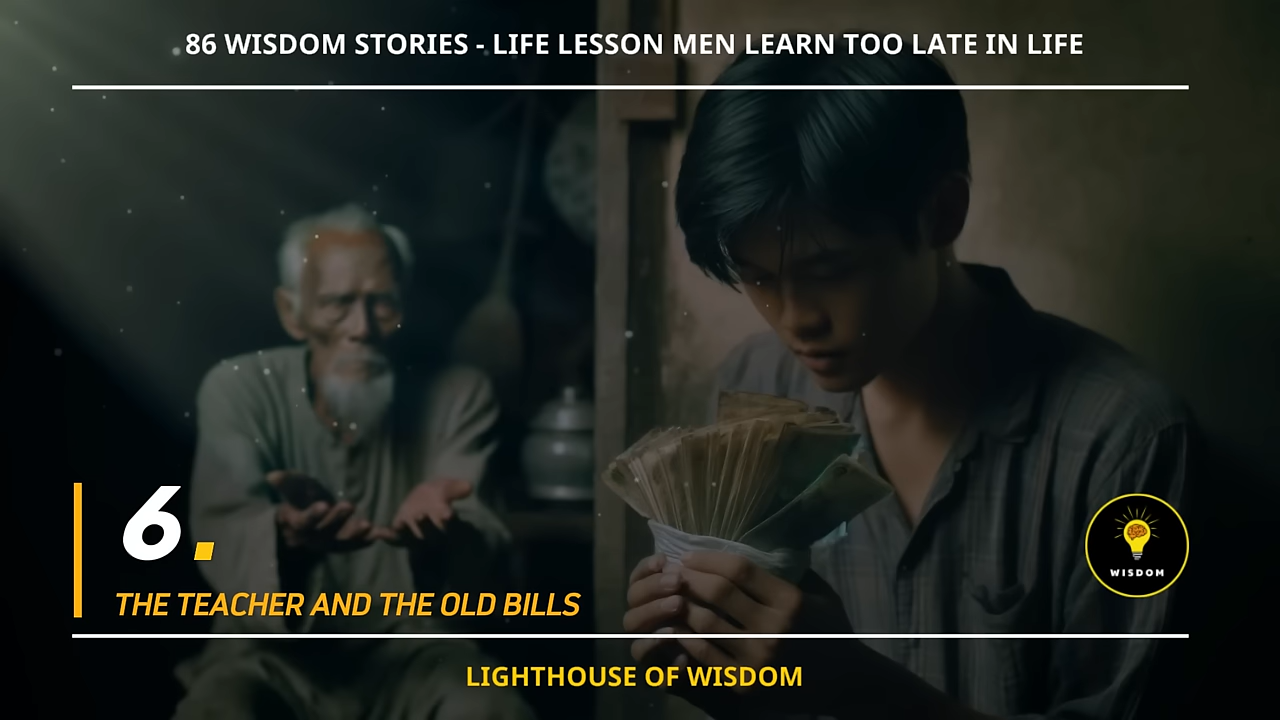 86 WISDOM STORIES - LIFE LESSON MEN LEARN TOO LATE IN LIFE
6.
THE TEACHER AND THE OLD BILLS
WISDOM
LIGHTHOUSE OF WISDOM